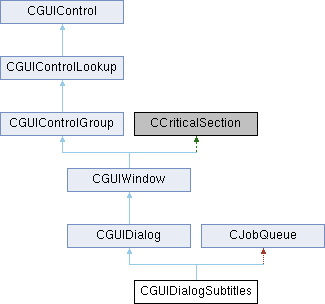 CGUIControl
CGUIControlLookup
CGUIControlGroup
CCriticalSection
CGUIWindow
CGUIDialog
CJobQueue
CGUIDialogSubtitles